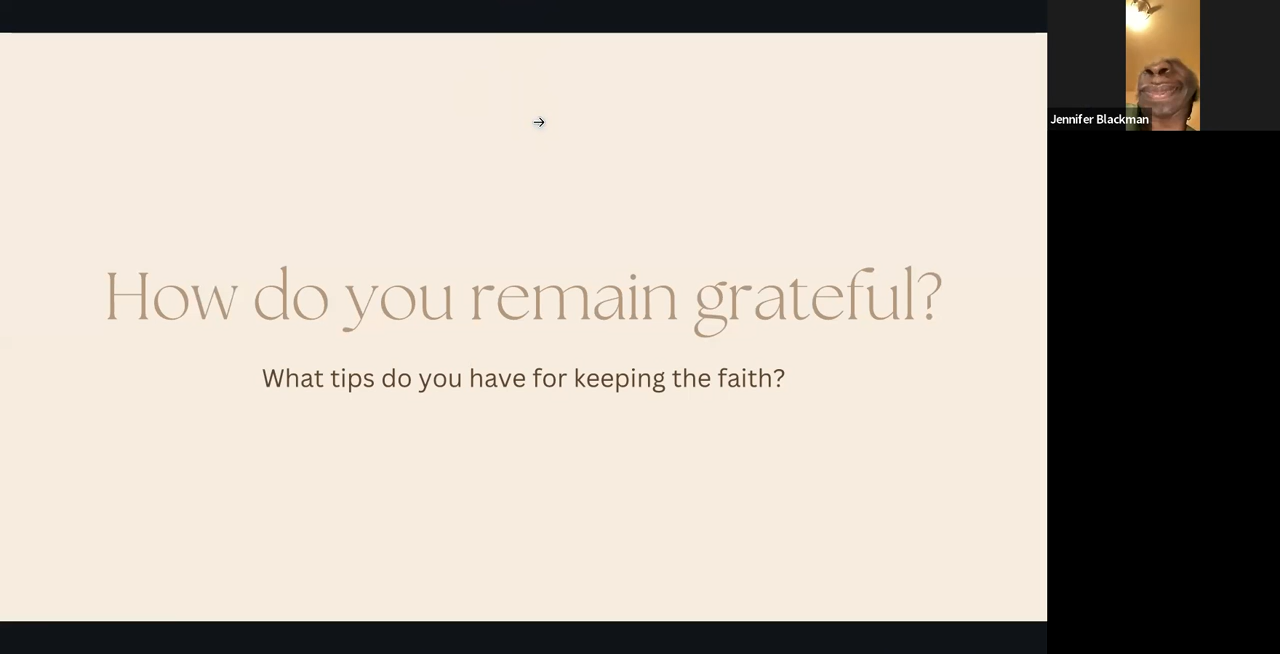 How do you remain grateful?
What tips do you have for keeping the faith?
Jennifer Blackman